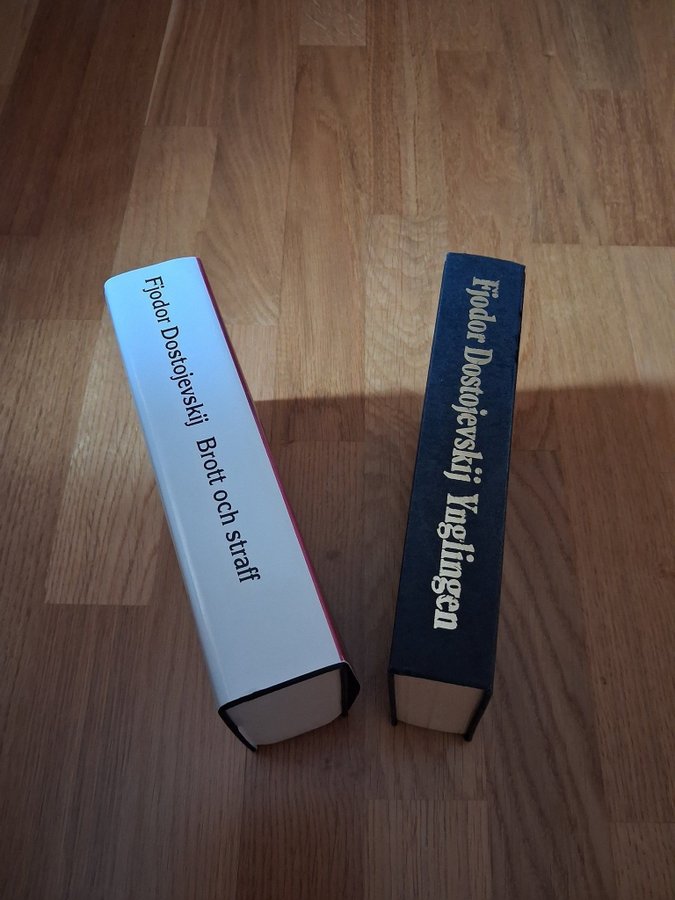 Fjodor Dostojevskij Brott och straff
Fjodor Dostojevskij Ynglingen